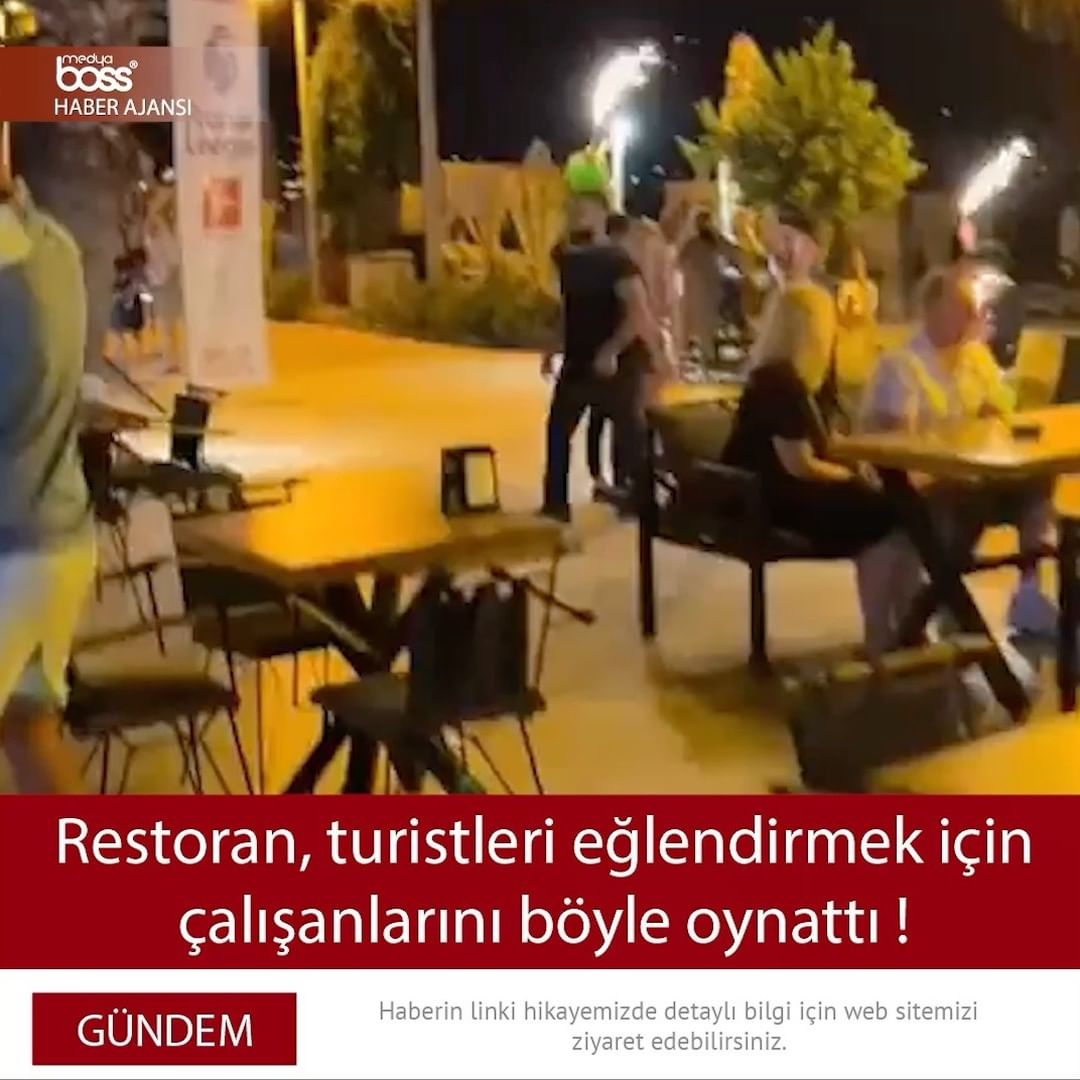 medya
boss®
HABER AJANSI
Restoran, turistleri eğlendirmek için
çalışanlarını böyle oynattı !
GÜNDEM
Haberin linki hikayemizde detaylı bilgi için web sitemizi
ziyaret edebilirsiniz.